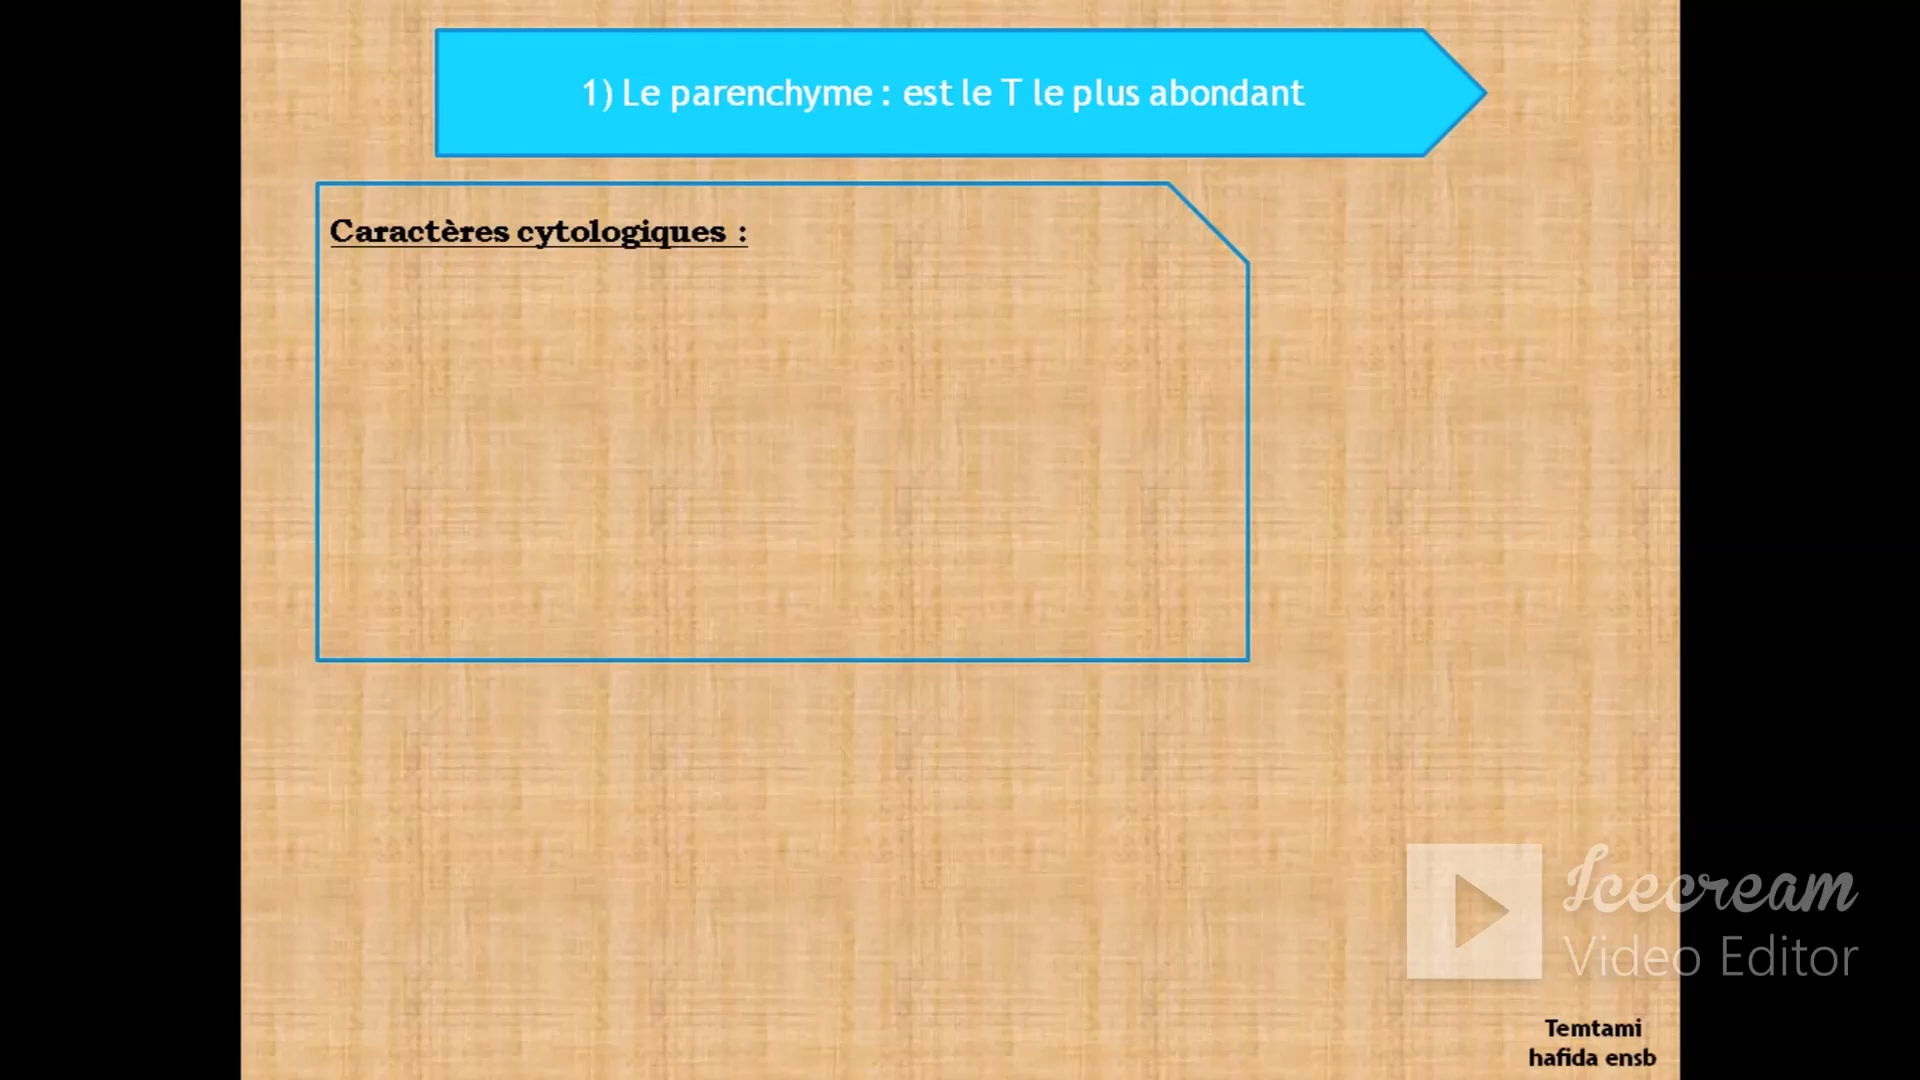 1) Le parenchyme : est le T le plus abondant
Caractères cytologiques :
Icecream
Video Editor
Temtami
hafida ensb